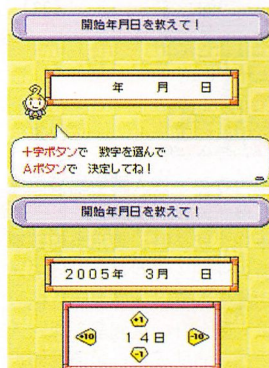 開始年月日を教えて！
年 月 日
十字ボタンで 数字を選んで
Aボタンで 決定してね！
開始年月日を教えて！
2005年 3月 日
+1
+10 14日 -10
-1